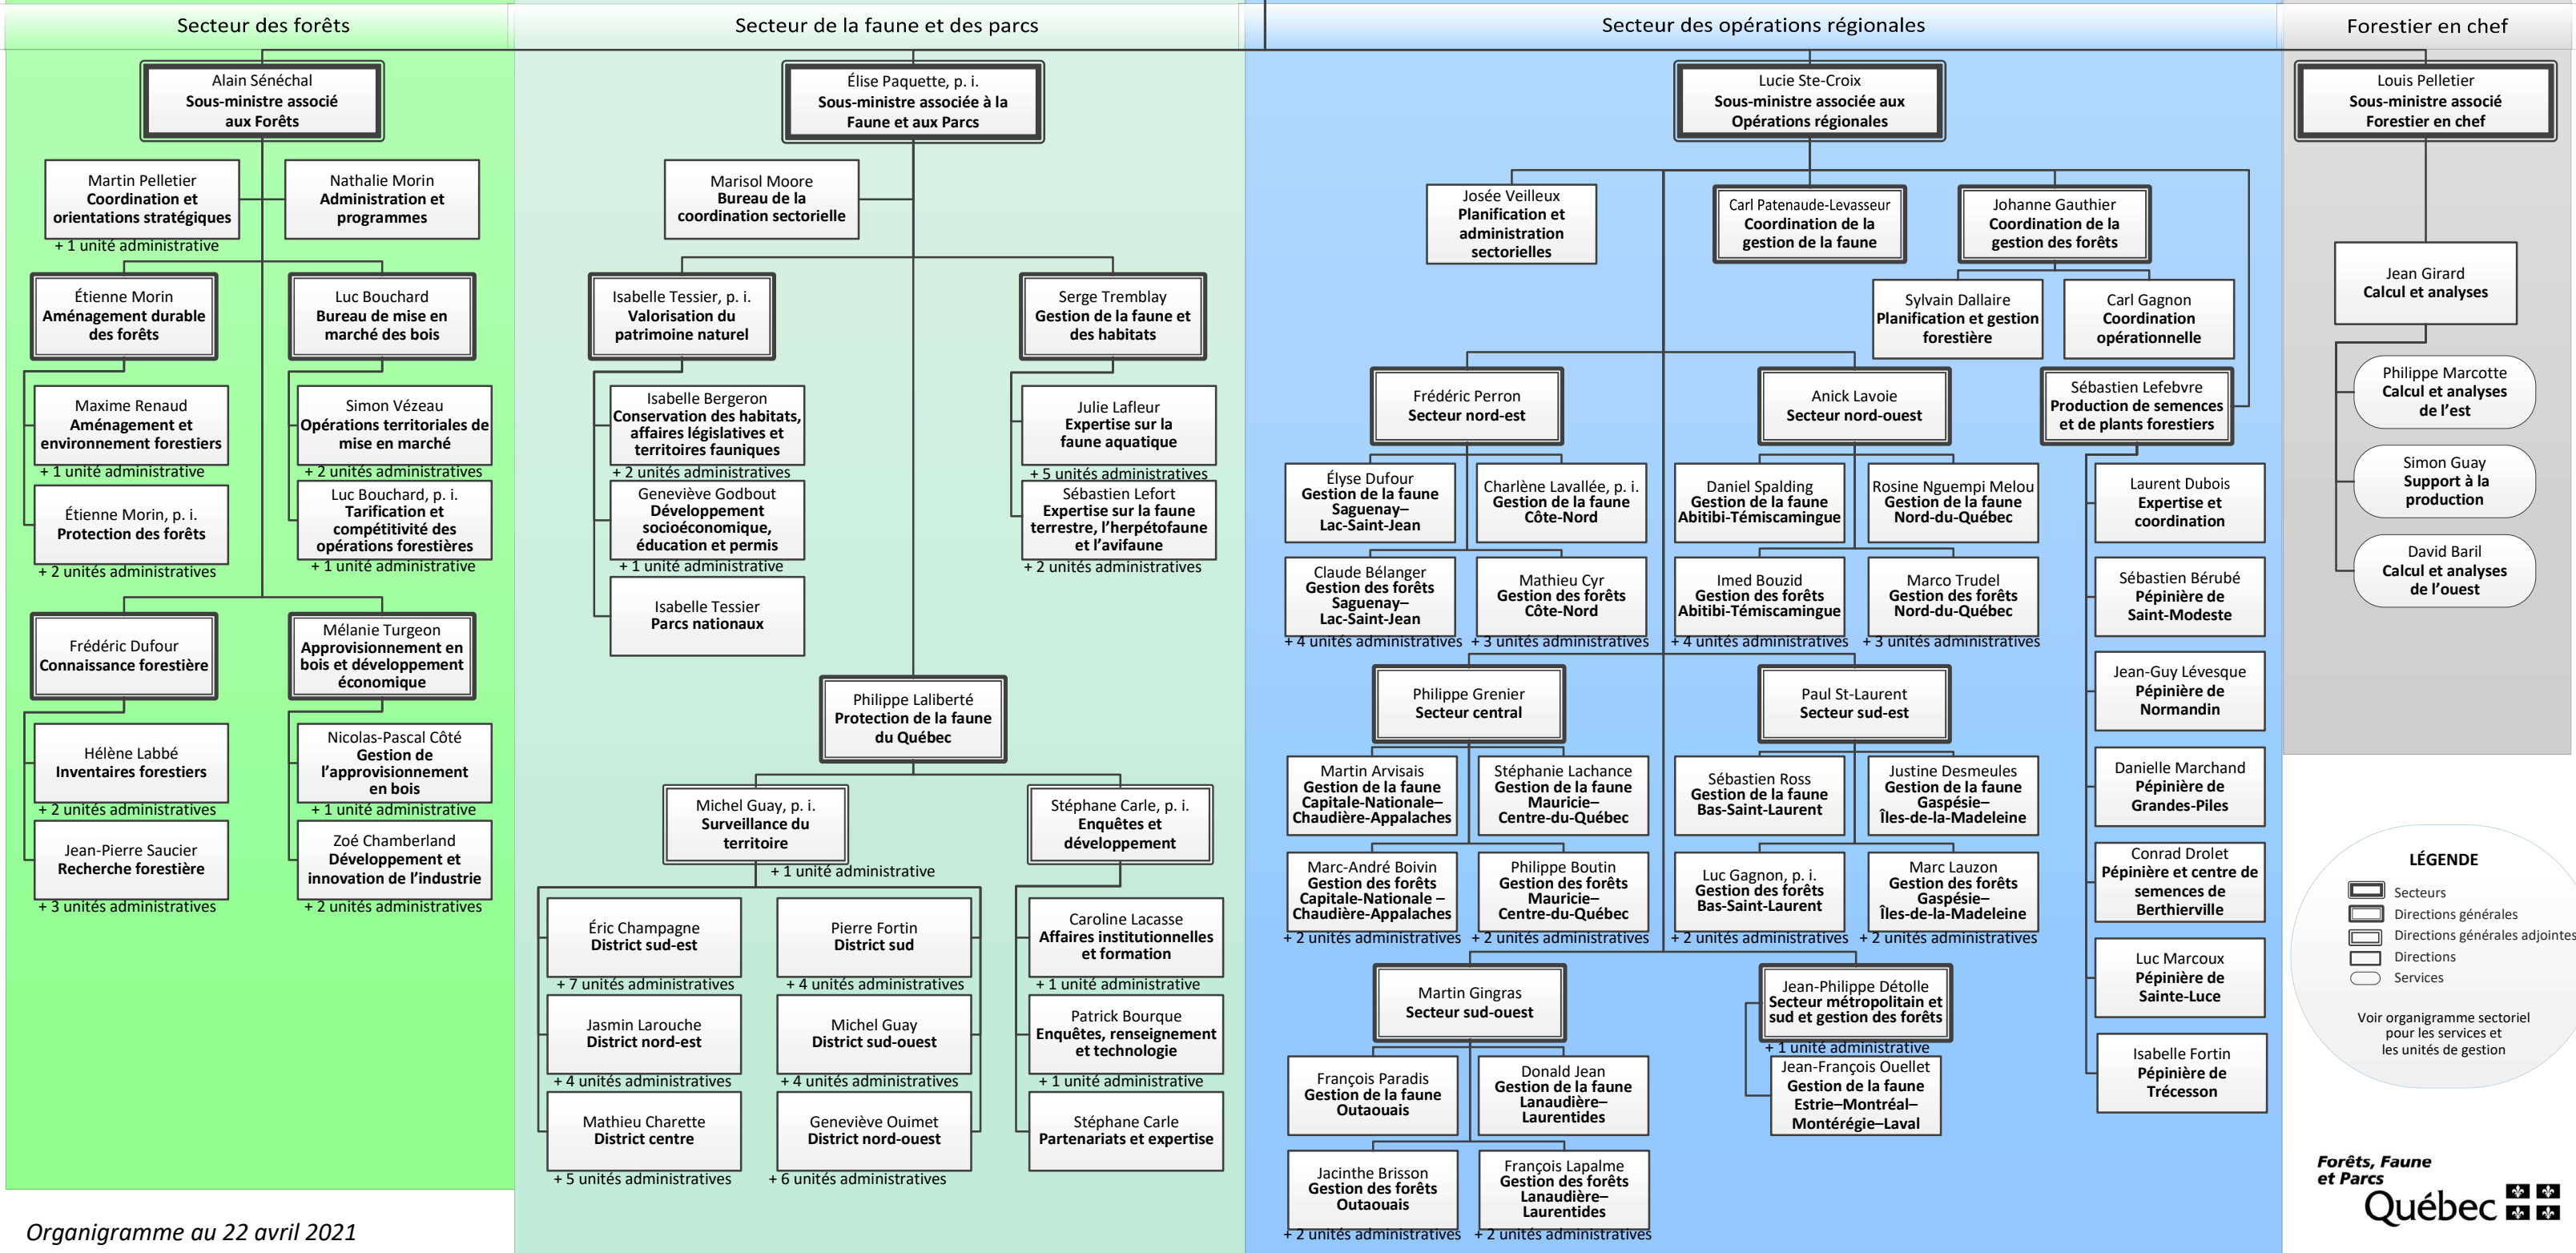 Secteur des forêts
Alain Sénéchal
Sous-ministre associé
aux Forêts
Martin Pelletier
Coordination et
orientations stratégiques
+ 1 unité administrative
Nathalie Morin
Administration et
programmes
Étienne Morin
Aménagement durable
des forêts
Luc Bouchard
Bureau de mise en
marché des bois
Maxime Renaud
Aménagement et
environnement forestiers
+ 1 unité administrative
Étienne Morin, p. i.
Protection des forêts
+ 2 unités administratives
Simon Vézeau
Opérations territoriales de
mise en marché
+ 2 unités administratives
Luc Bouchard, p. i.
Tarification et
compétitivité des
opérations forestières
+ 1 unité administrative
Frédéric Dufour
Connaissance forestière
Mélanie Turgeon
Approvisionnement en
bois et développement
économique
Hélène Labbé
Inventaires forestiers
+ 2 unités administratives
Jean-Pierre Saucier
Recherche forestière
+ 3 unités administratives
Nicolas-Pascal Côté
Gestion de
l’approvisionnement
en bois
+ 1 unité administrative
Zoé Chamberland
Développement et
innovation de l’industrie
+ 2 unités administratives
Organigramme au 22 avril 2021
Secteur de la faune et des parcs
Élise Paquette, p. i.
Sous-ministre associée à la
Faune et aux Parcs
Marisol Moore
Bureau de la
coordination sectorielle
Isabelle Tessier, p. i.
Valorisation du
patrimoine naturel
Serge Tremblay
Gestion de la faune et
des habitats
Isabelle Bergeron
Conservation des habitats,
affaires législatives et
territoires fauniques
+ 2 unités administratives
Geneviève Godbout
Développement
socioéconomique,
éducation et permis
+ 1 unité administrative
Isabelle Tessier
Parcs nationaux
Julie Lafleur
Expertise sur la
faune aquatique
+ 5 unités administratives
Sébastien Lefort
Expertise sur la faune
terrestre, l’herpétofaune
et l’avifaune
+ 2 unités administratives
Philippe Laliberté
Protection de la faune
du Québec
Michel Guay, p. i.
Surveillance du
territoire
+ 1 unité administrative
Stéphane Carle, p. i.
Enquêtes et
développement
Éric Champagne
District sud-est
+ 7 unités administratives
Pierre Fortin
District sud
+ 4 unités administratives
Jasmin Larouche
District nord-est
+ 4 unités administratives
Michel Guay
District sud-ouest
+ 4 unités administratives
Mathieu Charette
District centre
+ 5 unités administratives
Geneviève Ouimet
District nord-ouest
+ 6 unités administratives
Caroline Lacasse
Affaires institutionnelles
et formation
+ 1 unité administrative
Patrick Bourque
Enquêtes, renseignement
et technologie
+ 1 unité administrative
Stéphane Carle
Partenariats et expertise
Secteur des opérations régionales
Lucie Ste-Croix
Sous-ministre associée aux
Opérations régionales
Josée Veilleux
Planification et
administration
sectorielles
Carl Patenaude-Levasseur
Coordination de la
gestion de la faune
Johanne Gauthier
Coordination de la
gestion des forêts
Sylvain Dallaire
Planification et gestion
forestière
Carl Gagnon
Coordination
opérationnelle
Frédéric Perron
Secteur nord-est
Anick Lavoie
Secteur nord-ouest
Sébastien Lefebvre
Production de semences
et de plants forestiers
Élyse Dufour
Gestion de la faune
Saguenay–
Lac-Saint-Jean
Charlène Lavallée, p. i.
Gestion de la faune
Côte-Nord
Daniel Spalding
Gestion de la faune
Abitibi-Témiscamingue
Rosine Nguempi Melou
Gestion de la faune
Nord-du-Québec
Claude Bélanger
Gestion des forêts
Saguenay–
Lac-Saint-Jean
+ 4 unités administratives
Mathieu Cyr
Gestion des forêts
Côte-Nord
+ 3 unités administratives
Imed Bouzid
Gestion des forêts
Abitibi-Témiscamingue
+ 4 unités administratives
Marco Trudel
Gestion des forêts
Nord-du-Québec
+ 3 unités administratives
Philippe Grenier
Secteur central
Paul St-Laurent
Secteur sud-est
Martin Arvisais
Gestion de la faune
Capitale-Nationale–
Chaudière-Appalaches
Stéphanie Lachance
Gestion de la faune
Mauricie–
Centre-du-Québec
Sébastien Ross
Gestion de la faune
Bas-Saint-Laurent
Justine Desmeules
Gestion de la faune
Gaspésie–
Îles-de-la-Madeleine
Marc-André Boivin
Gestion des forêts
Capitale-Nationale –
Chaudière-Appalaches
+ 2 unités administratives
Philippe Boutin
Gestion des forêts
Mauricie–
Centre-du-Québec
+ 2 unités administratives
Luc Gagnon, p. i.
Gestion des forêts
Bas-Saint-Laurent
+ 2 unités administratives
Marc Lauzon
Gestion des forêts
Gaspésie–
Îles-de-la-Madeleine
+ 2 unités administratives
Martin Gingras
Secteur sud-ouest
Jean-Philippe Détolle
Secteur métropolitain et
sud et gestion des forêts
+ 1 unité administrative
François Paradis
Gestion de la faune
Outaouais
Donald Jean
Gestion de la faune
Lanaudière–
Laurentides
Jean-François Ouellet
Gestion de la faune
Estrie–Montréal–
Montérégie–Laval
Jacinthe Brisson
Gestion des forêts
Outaouais
+ 2 unités administratives
François Lapalme
Gestion des forêts
Lanaudière–
Laurentides
+ 2 unités administratives
Laurent Dubois
Expertise et
coordination
Sébastien Bérubé
Pépinière de
Saint-Modeste
Jean-Guy Lévesque
Pépinière de
Normandin
Danielle Marchand
Pépinière de
Grandes-Piles
Conrad Drolet
Pépinière et centre de
semences de
Berthierville
Luc Marcoux
Pépinière de
Sainte-Luce
Isabelle Fortin
Pépinière de
Trécesson
Forestier en chef
Louis Pelletier
Sous-ministre associé
Forestier en chef
Jean Girard
Calcul et analyses
Philippe Marcotte
Calcul et analyses
de l’est
Simon Guay
Support à la
production
David Baril
Calcul et analyses
de l’ouest
LÉGENDE
Secteurs
Directions générales
Directions générales adjointes
Directions
Services
Voir organigramme sectoriel
pour les services et
les unités de gestion
Forêts, Faune
et Parcs
Québec